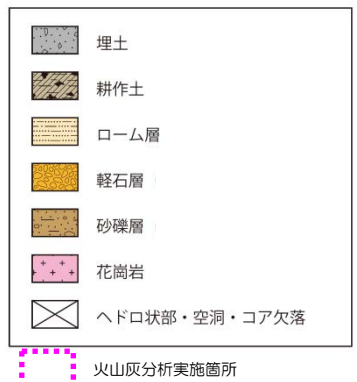 埋土
耕作土
ローム層
軽石層
砂礫層
花崗岩
ヘドロ状部・空洞・コア欠落
火山灰分析実施箇所